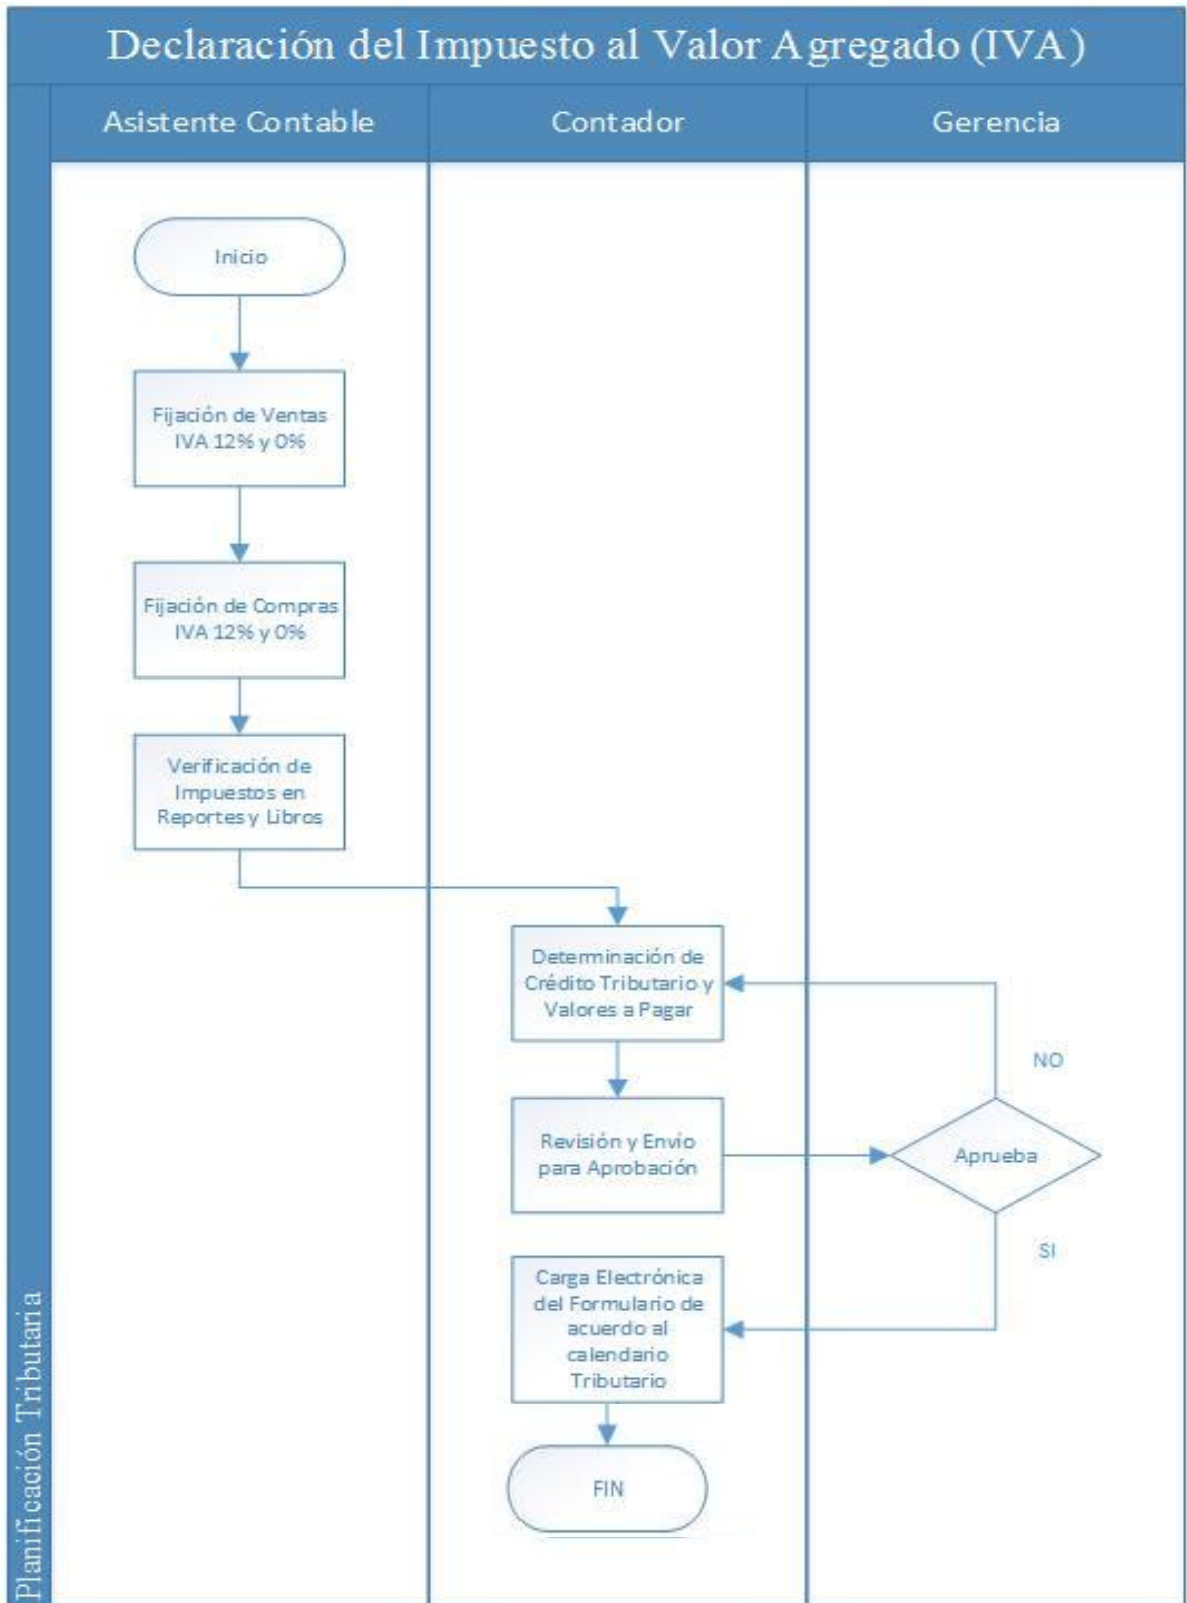 Declaración del Impuesto al Valor Agregado (IVA)
Asistente Contable
Contador
Gerencia
Planificación Tributaria
Inicio
Fijación de Ventas
IVA 12% y 0%
Fijación de Compras
IVA 12% y 0%
Verificación de
Impuestos en
Reportes y Libros
Determinación de
Crédito Tributario y
Valores a Pagar
NO
Revisión y Envío
para Aprobación
Aprueba
SI
Carga Electrónica
del Formulario de
acuerdo al
calendario
Tributario
FIN